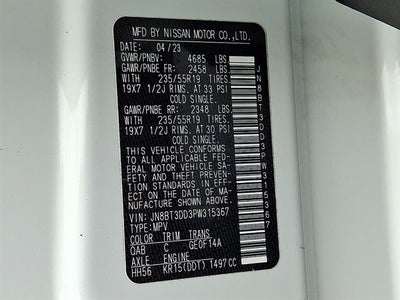 MFD BY NISSAN MOTOR CO.,LTD.
DATE: 04/23
GVWR/PNBV: 4685 LBS
GAWR/PNBE FR: 2458 LBS
WITH 235/55R19 TIRES
19X7 1/2J RIMS, AT 33 PSI
COLD SINGLE.
GAWR/PNBE RR: 2348 LBS
WITH 235/55R19 TIRES
19X7 1/2J RIMS, AT 30 PSI
COLD SINGLE.
THIS VEHICLE CONFORMS
TO ALL APPLICABLE FED-
ERAL MOTOR VEHICLE SA-
FETY AND THEFT PREVEN-
TION STANDARDS IN EFF-
ECT ON THE DATE OF MA-
NUFACTURE SHOWN ABOVE.
VIN: JN8BT3DD3PW315367
TYPE: MPV
COLOR TRIM TRANS
QAB C GE0F14A
AXLE ENGINE
HH56 KR15(DDT) 1497CC
JN8BT3DD3PW315367